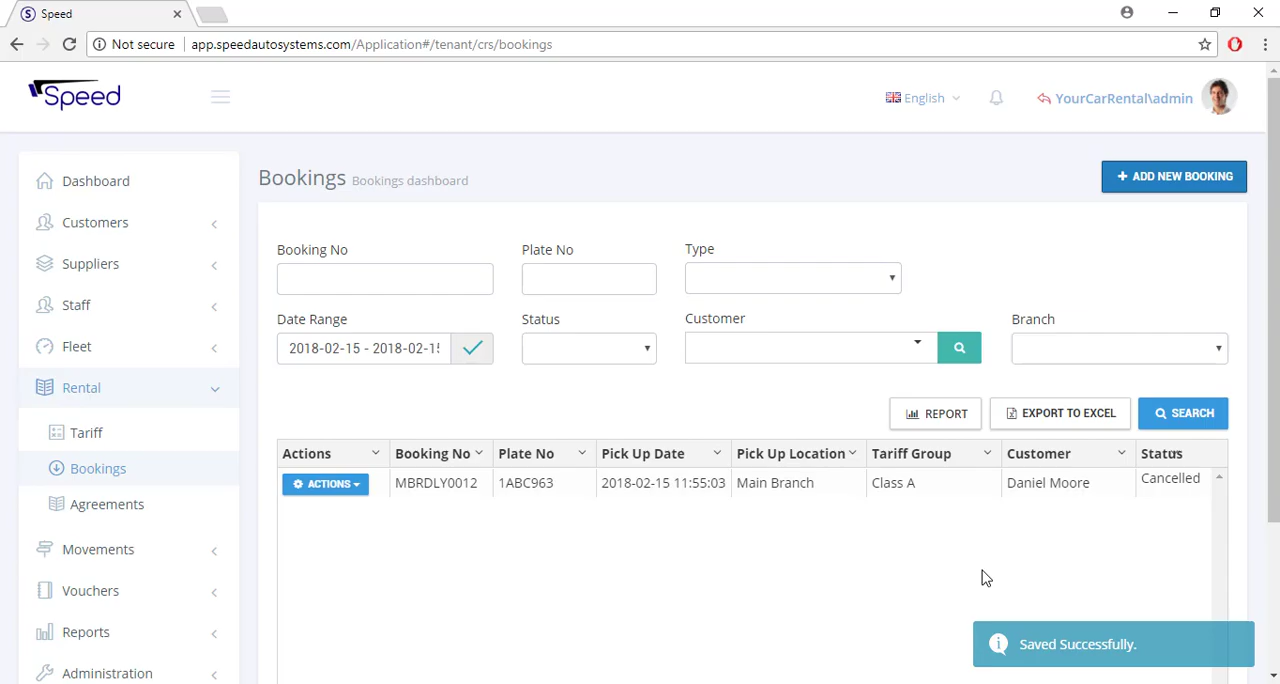 Speed
Not secure app.speedautosystems.com/Application#/tenant/crs/bookings
Speed
English
YourCarRental\admin
Dashboard
Customers
Suppliers
Staff
Fleet
Rental
Tariff
Bookings
Agreements
Movements
Vouchers
Reports
Administration
Bookings Bookings dashboard
+ ADD NEW BOOKING
Booking No Plate No Type
Date Range Status Customer Branch
2018-02-15 - 2018-02-15
REPORT EXPORT TO EXCEL SEARCH
Actions Booking No Plate No Pick Up Date Pick Up Location Tariff Group Customer Status
ACTIONS MBRDLY0012 1ABC963 2018-02-15 11:55:03 Main Branch Class A Daniel Moore Cancelled
Saved Successfully.